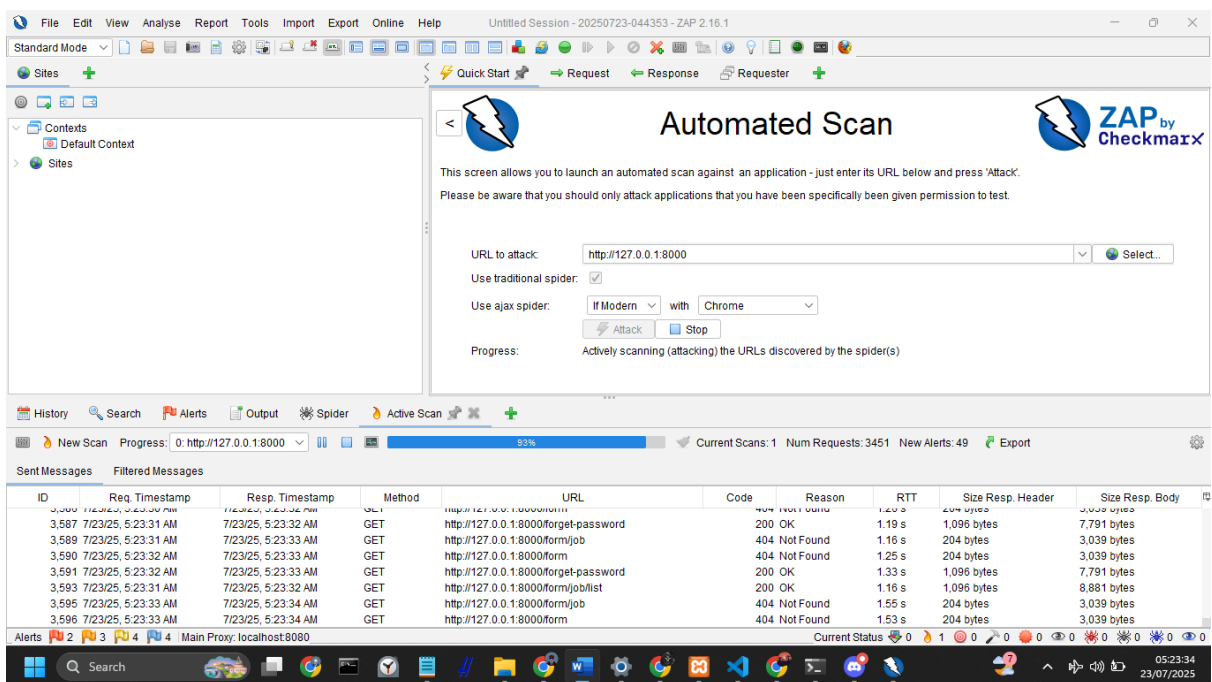 File Edit View Analyse Report Tools Import Export Online Help Untitled Session - 20250723-044353 - ZAP 2.16.1
Standard Mode
Sites
Quick Start Request Response Requester
Contexts
Default Context
Sites
<
Automated Scan
ZAP by
Checkmarx
This screen allows you to launch an automated scan against an application - just enter its URL below and press 'Attack'.
Please be aware that you should only attack applications that you have been specifically been given permission to test.
URL to attack: http://127.0.0.1:8000 Select...
Use traditional spider:
Use ajax spider: If Modern with Chrome
Attack Stop
Progress: Actively scanning (attacking) the URLs discovered by the spider(s)
History Search Alerts Output Spider Active Scan
New Scan Progress: 0: http://127.0.0.1:8000 93% Current Scans: 1 Num Requests: 3451 New Alerts: 49 Export
Sent Messages Filtered Messages
ID Req. Timestamp Resp. Timestamp Method URL Code Reason RTT Size Resp. Header Size Resp. Body
3,587 7/23/25, 5:23:31 AM 7/23/25, 5:23:32 AM GET http://127.0.0.1:8000/forget-password 200 OK 1.19 s 1,096 bytes 7,791 bytes
3,589 7/23/25, 5:23:31 AM 7/23/25, 5:23:33 AM GET http://127.0.0.1:8000/form/job 404 Not Found 1.16 s 204 bytes 3,039 bytes
3,590 7/23/25, 5:23:32 AM 7/23/25, 5:23:33 AM GET http://127.0.0.1:8000/form 404 Not Found 1.25 s 204 bytes 3,039 bytes
3,591 7/23/25, 5:23:32 AM 7/23/25, 5:23:33 AM GET http://127.0.0.1:8000/forget-password 200 OK 1.33 s 1,096 bytes 7,791 bytes
3,593 7/23/25, 5:23:31 AM 7/23/25, 5:23:32 AM GET http://127.0.0.1:8000/form/job/list 200 OK 1.16 s 1,096 bytes 8,881 bytes
3,595 7/23/25, 5:23:33 AM 7/23/25, 5:23:34 AM GET http://127.0.0.1:8000/form/job 404 Not Found 1.55 s 204 bytes 3,039 bytes
3,596 7/23/25, 5:23:33 AM 7/23/25, 5:23:34 AM GET http://127.0.0.1:8000/form 404 Not Found 1.53 s 204 bytes 3,039 bytes
Alerts 2 3 4 4 Main Proxy: localhost:8080 Current Status 0 1 0 0 0 0 0 0 0 0
Search 7 05:23:34
23/07/2025